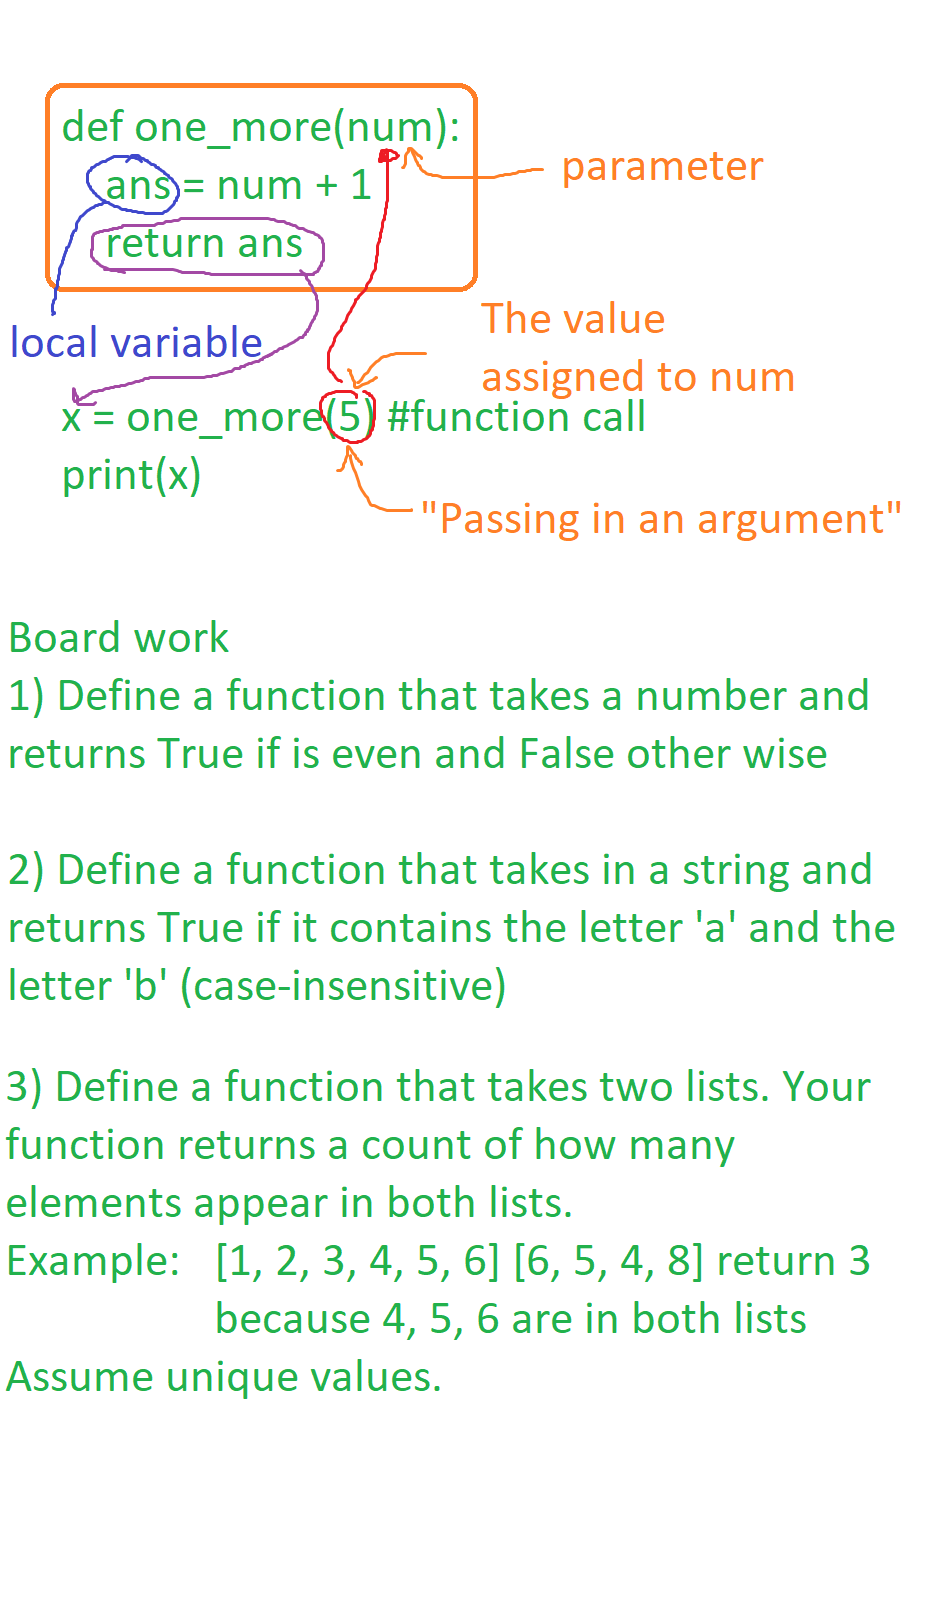 def one_more(num):
parameter
ans = num + 1
return ans
local variable
The value
assigned to num
x = one_more(5) #function call
print(x)
"Passing in an argument"
Board work
1) Define a function that takes a number and
returns True if is even and False other wise
2) Define a function that takes in a string and
returns True if it contains the letter 'a' and the
letter 'b' (case-insensitive)
3) Define a function that takes two lists. Your
function returns a count of how many
elements appear in both lists.
Example: [1, 2, 3, 4, 5, 6] [6, 5, 4, 8] return 3
because 4, 5, 6 are in both lists
Assume unique values.